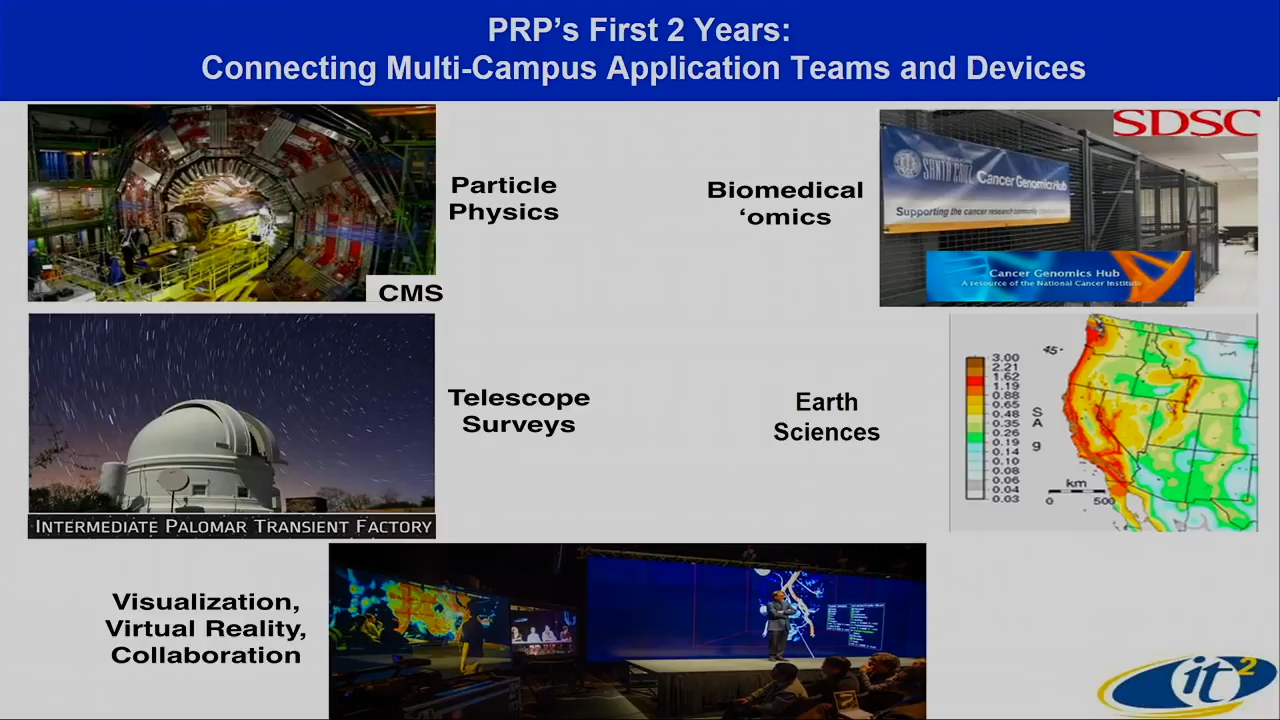 PRP’s First 2 Years:
Connecting Multi-Campus Application Teams and Devices
Particle
Physics
CMS
Biomedical
‘omics
SDSC
SANTA CRUZ Cancer Genomics Hub
Supporting the cancer research community
Cancer Genomics Hub
A resource of the National Cancer Institute
Telescope
Surveys
INTERMEDIATE PALOMAR TRANSIENT FACTORY
Earth
Sciences
45°
3.00
2.21
1.62
1.19
0.88
0.65
0.48
0.35
0.26
0.19
0.14
0.10
0.08
0.06
0.04
0.03
S
A
g
km
0 500
Visualization,
Virtual Reality,
Collaboration
it2